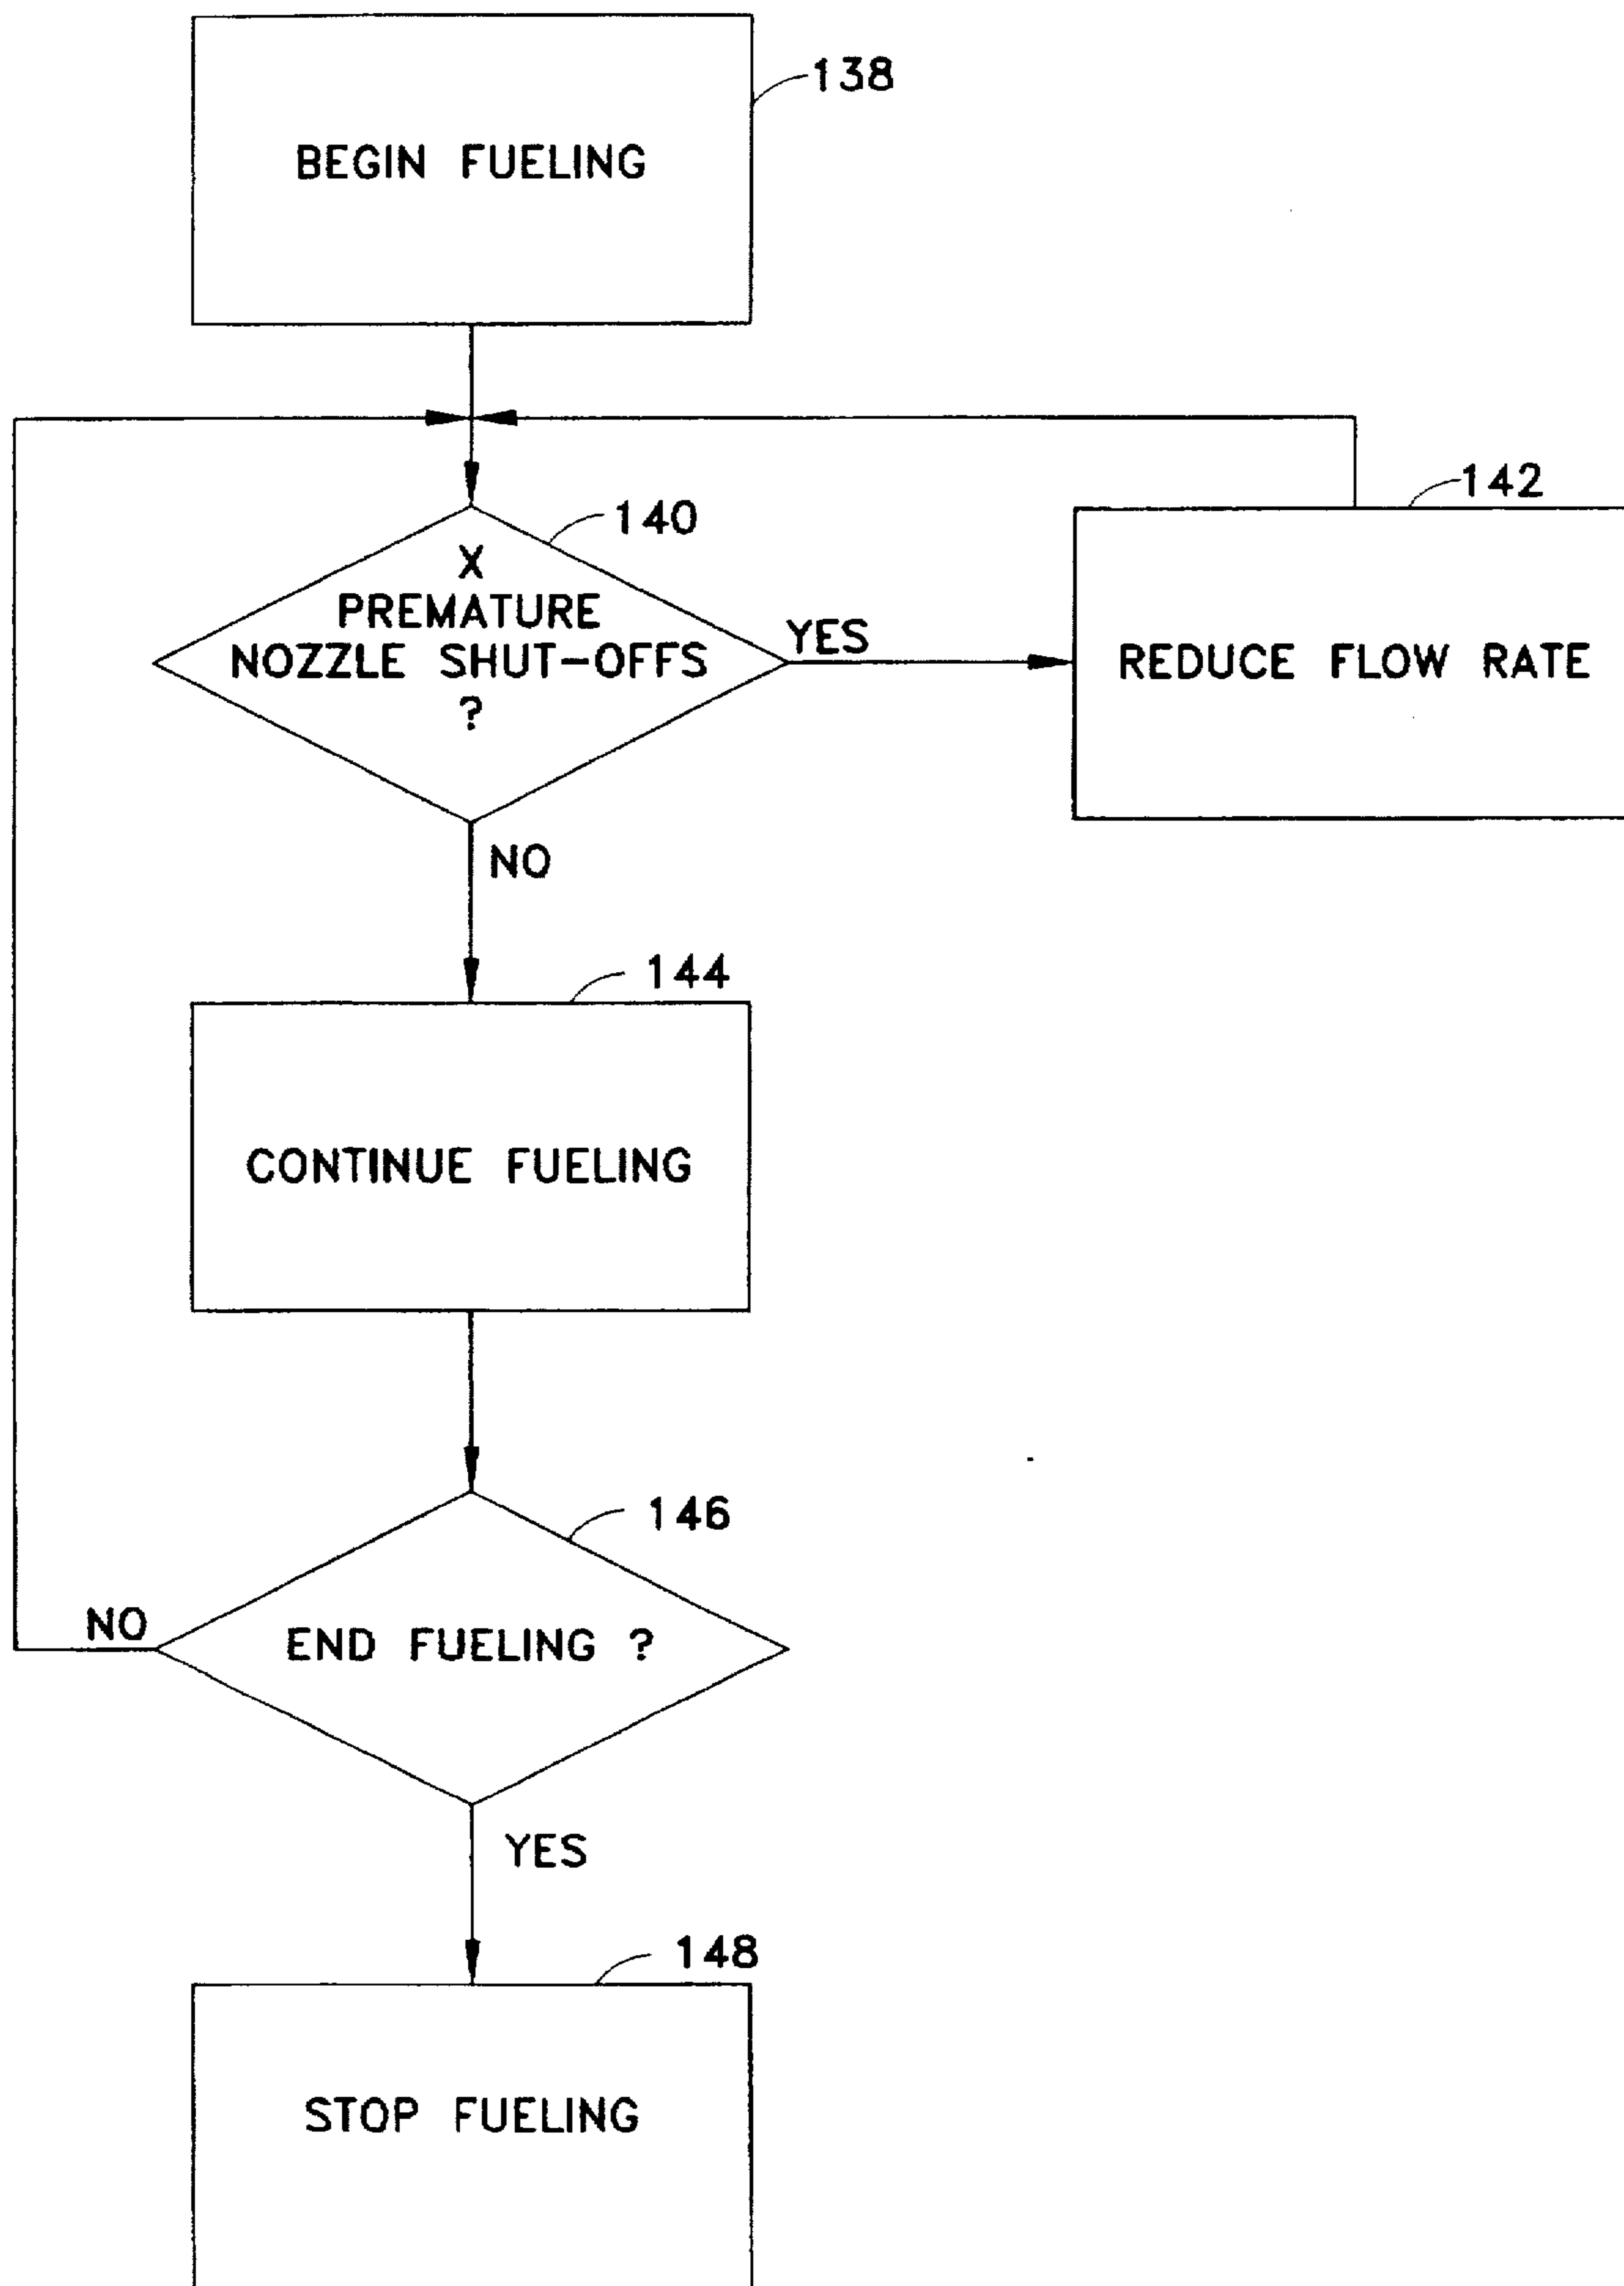 138
BEGIN FUELING
140
X
PREMATURE
NOZZLE SHUT-OFFS
?
YES
142
REDUCE FLOW RATE
NO
144
CONTINUE FUELING
146
END FUELING ?
NO
YES
148
STOP FUELING